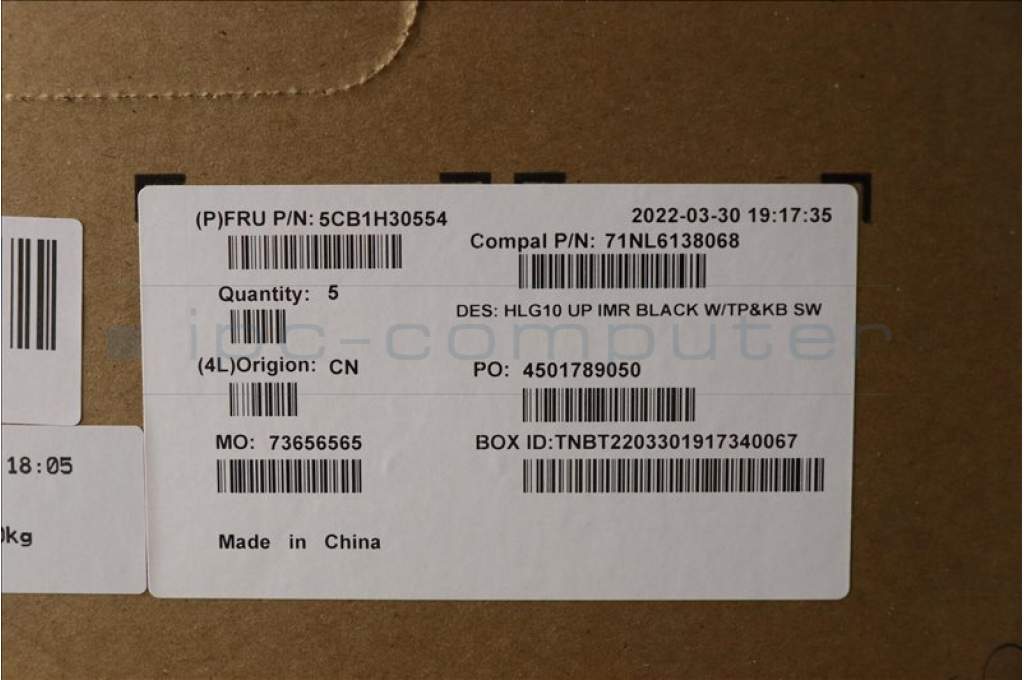 (P)FRU P/N: 5CB1H30554
2022-03-30 19:17:35
Compal P/N: 71NL6138068
Quantity: 5
DES: HLG10 UP IMR BLACK W/TP&KB SW
ipc-computer
(4L)Origion: CN
PO: 4501789050
MO: 73656565
BOX ID:TNBT2203301917340067
Made in China
18:05
0kg